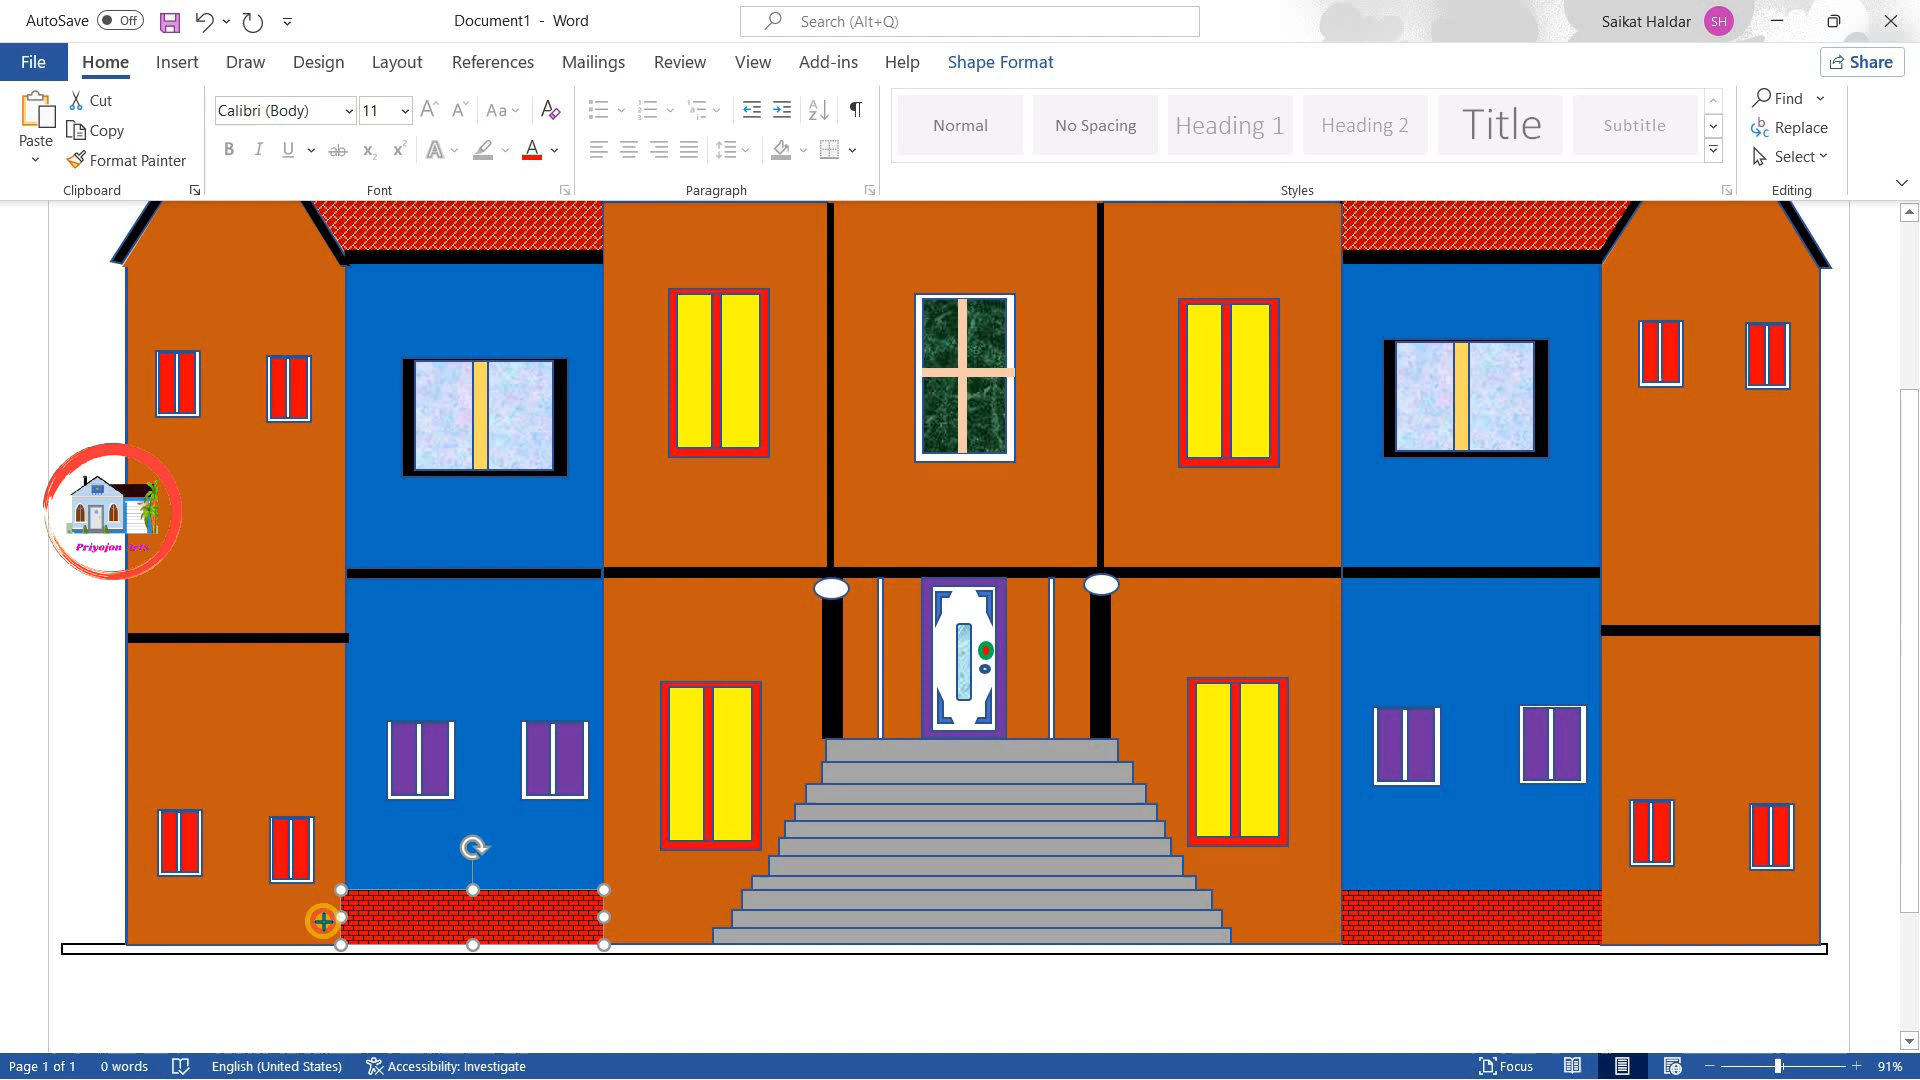 AutoSave Off
Document1 - Word
Search (Alt+Q)
Saikat Haldar SH
File Home Insert Draw Design Layout References Mailings Review View Add-ins Help Shape Format
Share
Paste
Cut
Copy
Format Painter
Clipboard
Calibri (Body) 11
Font
Paragraph
Normal No Spacing Heading 1 Heading 2 Title Subtitle
Styles
Find
Replace
Select
Editing
Priyojon Arts
Page 1 of 1 0 words English (United States) Accessibility: Investigate
Focus 91%